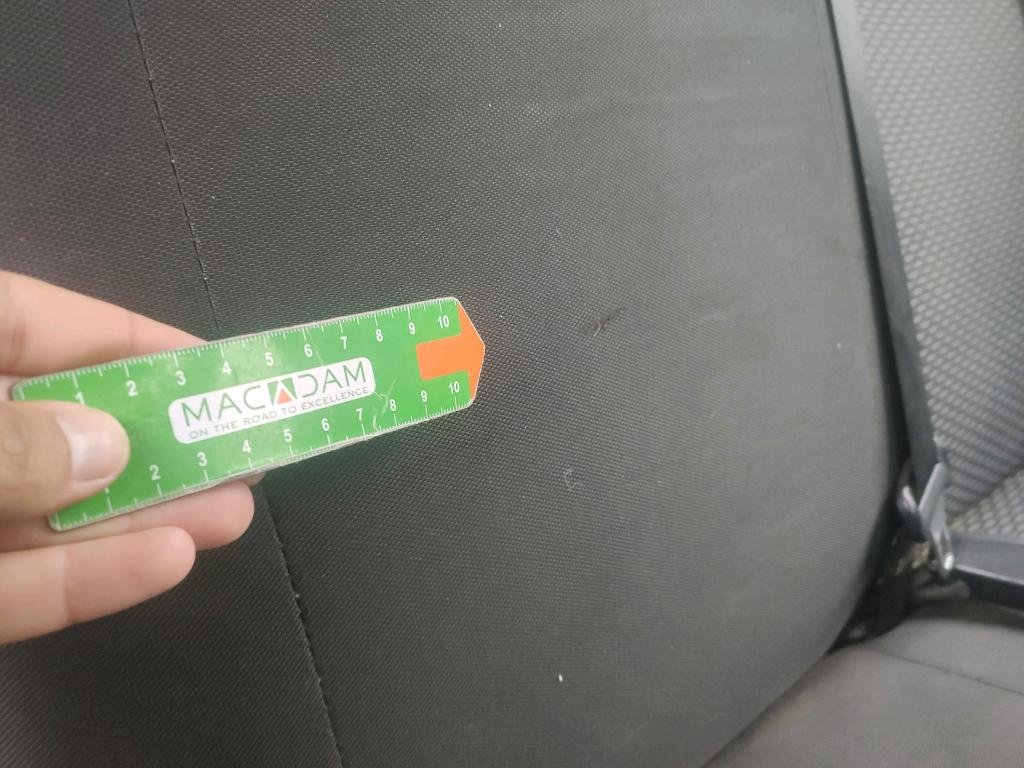 1 2 3 4 5 6 7 8 9 10
MACADAM
ON THE ROAD TO EXCELLENCE
2 3 4 5 6 7 8 9 10